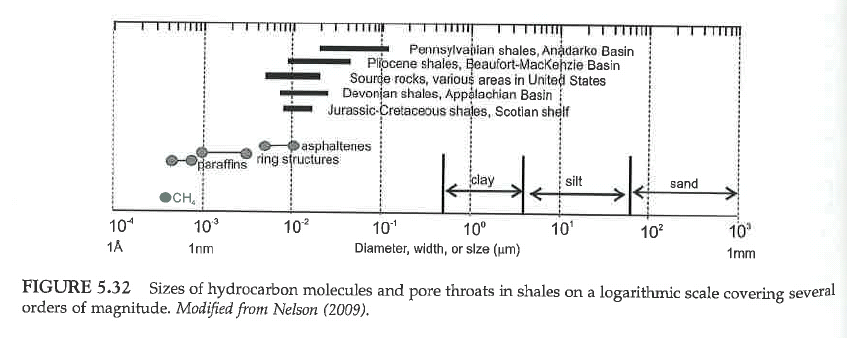 Pennsylvanian shales, Anadarko Basin
Pliocene shales, Beaufort-MacKenzie Basin
Source rocks, various areas in United States
Devonian shales, Appalachian Basin
Jurassic-Cretaceous shales, Scotian shelf
asphaltenes
paraffins ring structures
clay silt sand
CH₄
10⁻⁴ 10⁻³ 10⁻² 10⁻¹ 10⁰ 10¹ 10² 10³
1Å 1nm Diameter, width, or size (μm) 1mm
FIGURE 5.32 Sizes of hydrocarbon molecules and pore throats in shales on a logarithmic scale covering several
orders of magnitude. Modified from Nelson (2009).